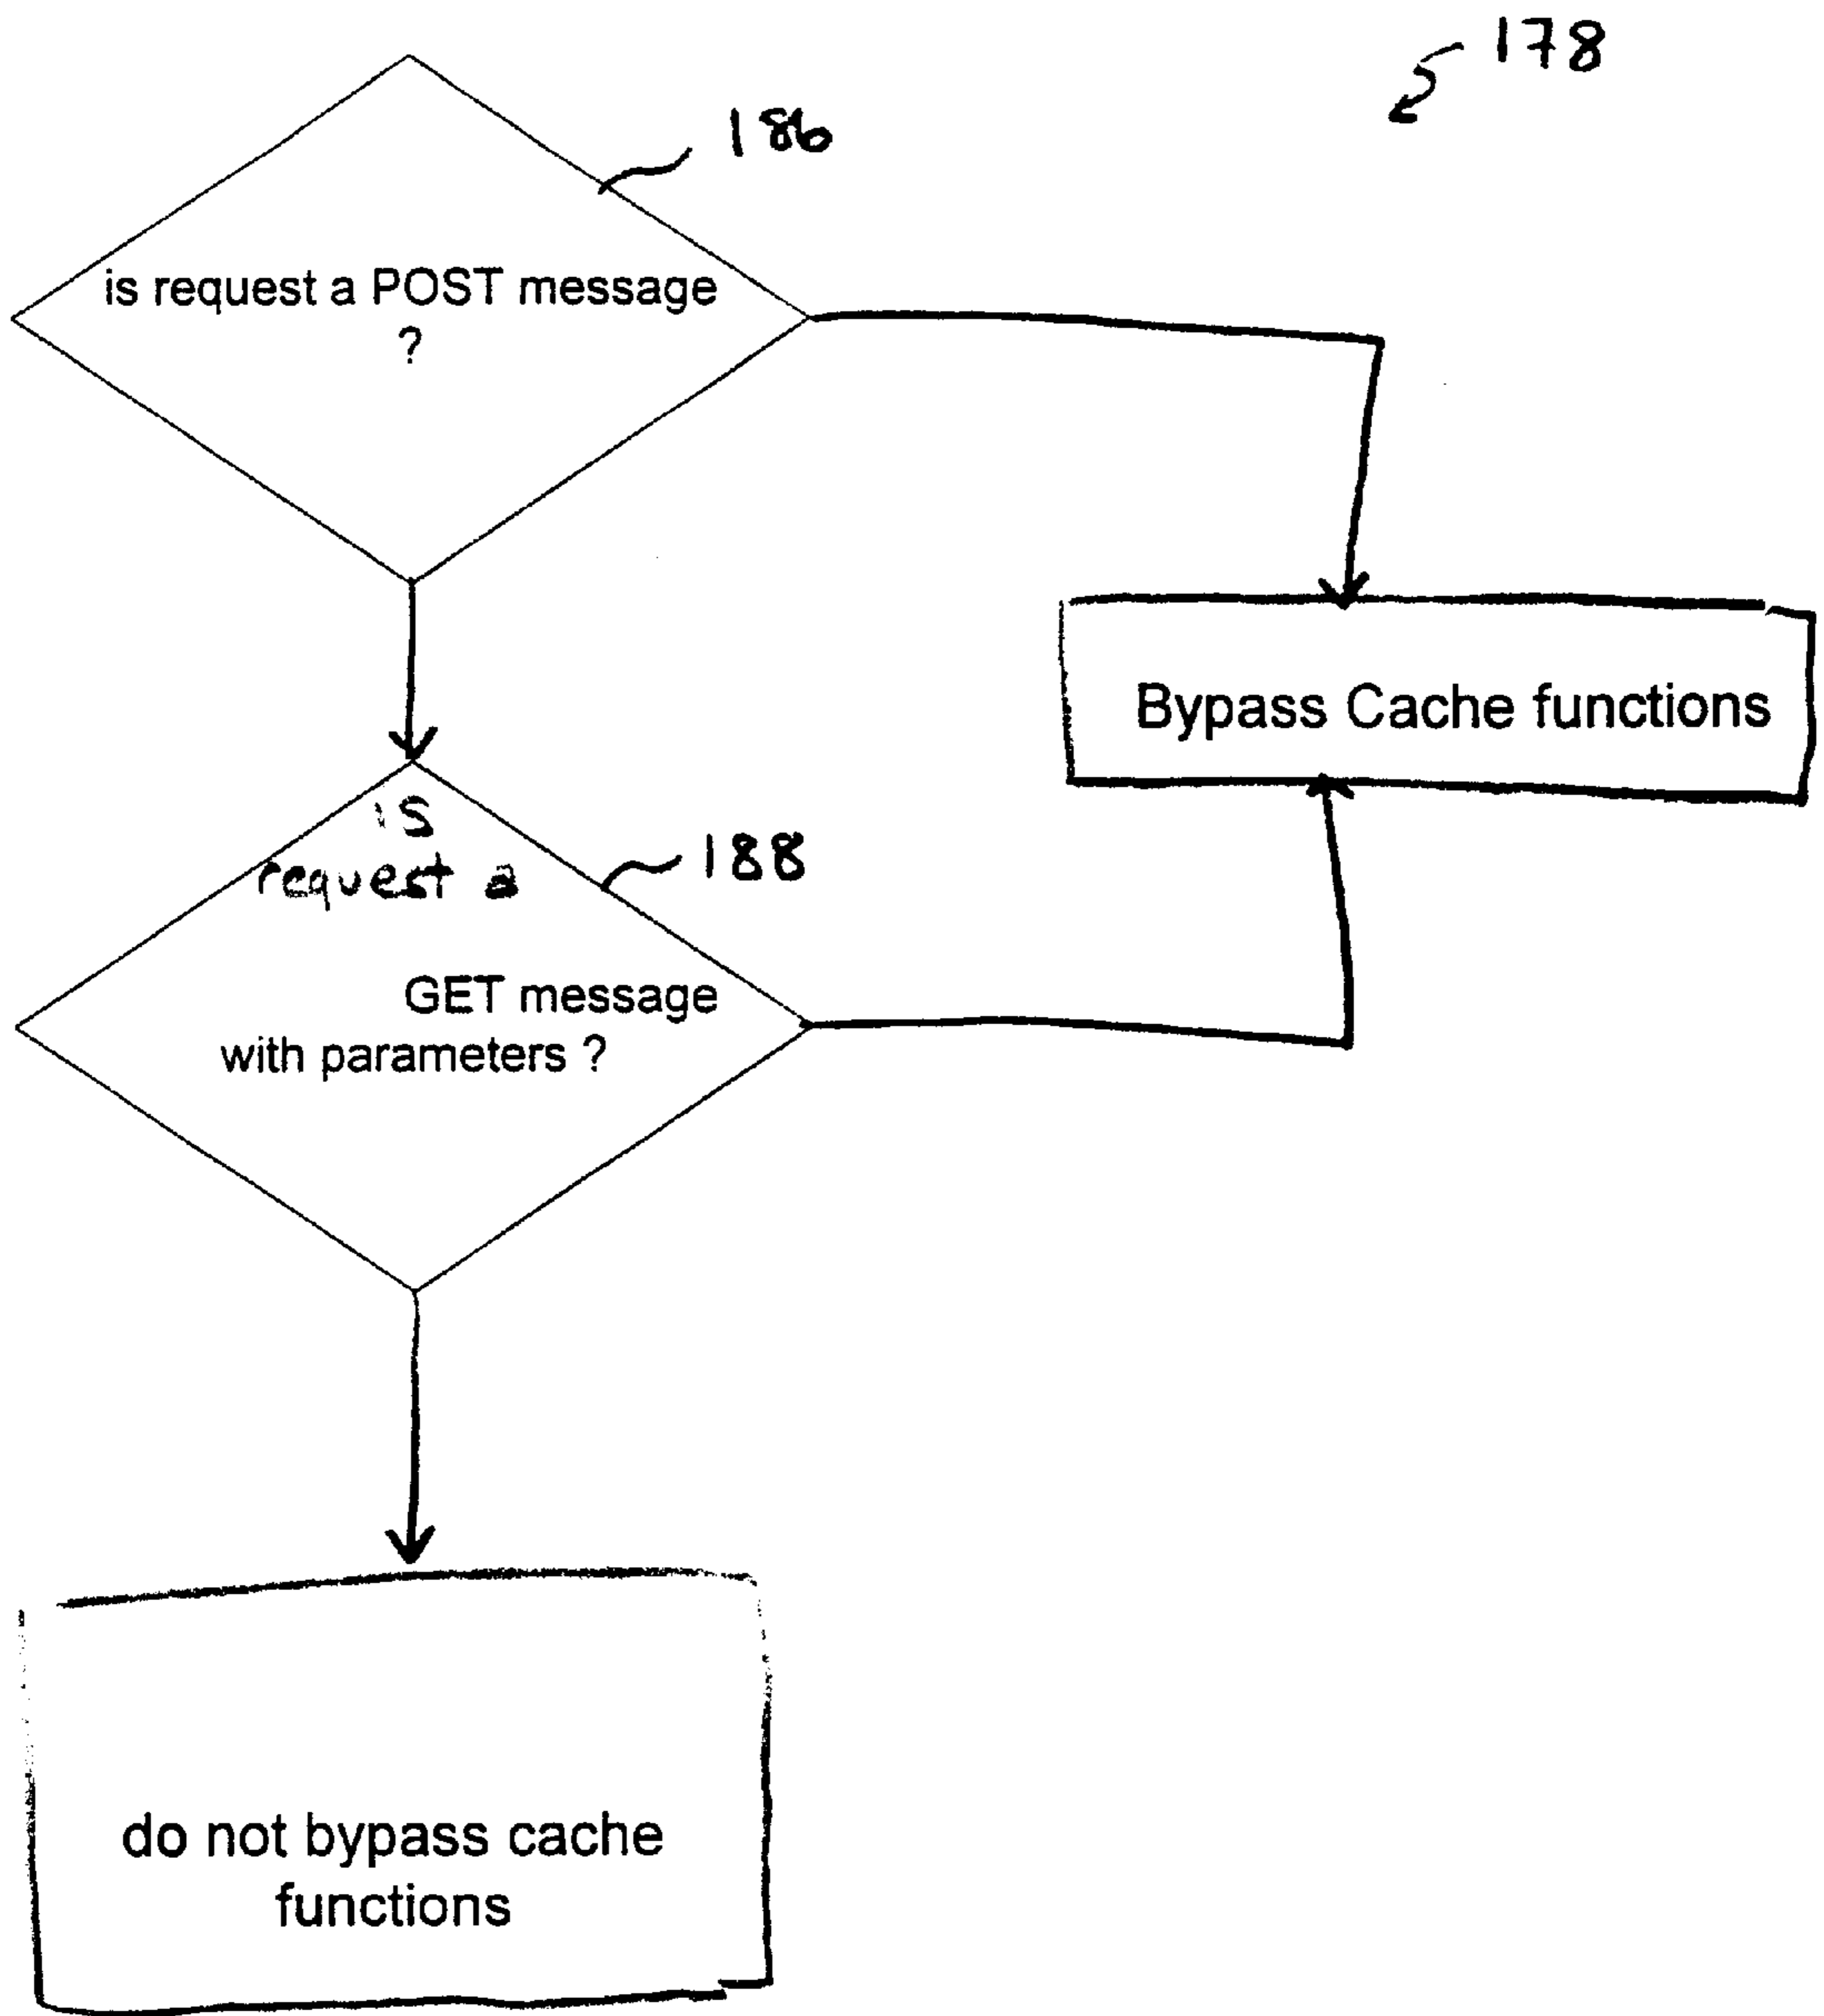 178
186
is request a POST message
?
Bypass Cache functions
is
request a
188
GET message
with parameters ?
do not bypass cache
functions